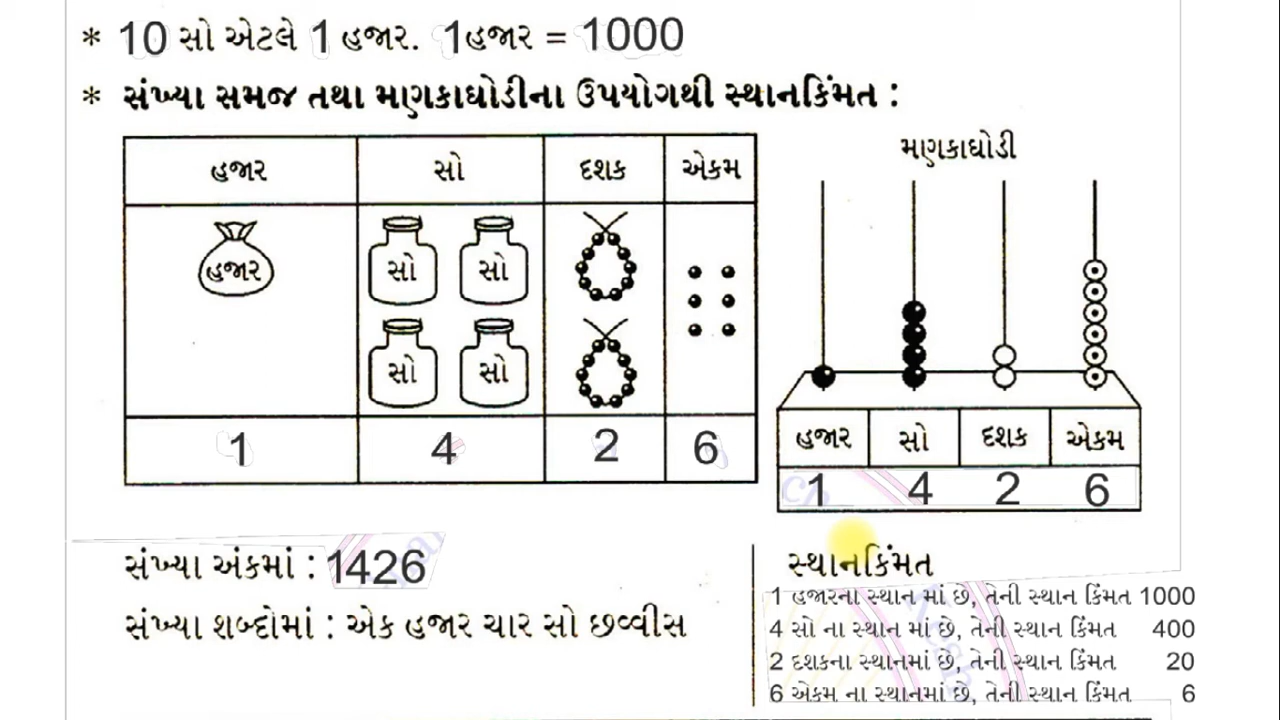 * 10 સો એટલે 1 હજાર. 1હજાર = 1000
* સંખ્યા સમજ તથા મણકાઘોડીના ઉપયોગથી સ્થાનકિંમત :
હજાર સો દશક એકમ
હજાર સો સો
સો સો
1 4 2 6
મણકાઘોડી
હજાર સો દશક એકમ
1 4 2 6
સંખ્યા અંકમાં : 1426
સંખ્યા શબ્દોમાં : એક હજાર ચાર સો છવ્વીસ
સ્થાનકિંમત
1 હજારના સ્થાન માં છે, તેની સ્થાન કિંમત 1000
4 સો ના સ્થાન માં છે, તેની સ્થાન કિંમત 400
2 દશકના સ્થાનમાં છે, તેની સ્થાન કિંમત 20
6 એકમ ના સ્થાનમાં છે, તેની સ્થાન કિંમત 6